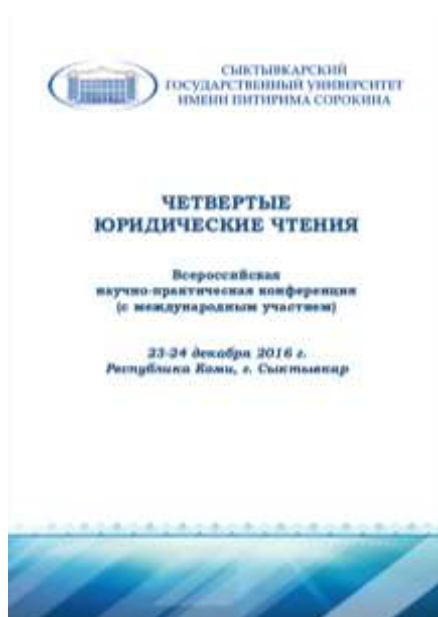 СЫКТЫВКАРСКИЙ
ГОСУДАРСТВЕННЫЙ УНИВЕРСИТЕТ
ИМЕНИ ПИТИРИМА СОРОКИНА
ЧЕТВЕРТЫЕ
ЮРИДИЧЕСКИЕ ЧТЕНИЯ
Всероссийская
научно-практическая конференция
(с международным участием)
23-24 декабря 2016 г.
Республика Коми, г. Сыктывкар